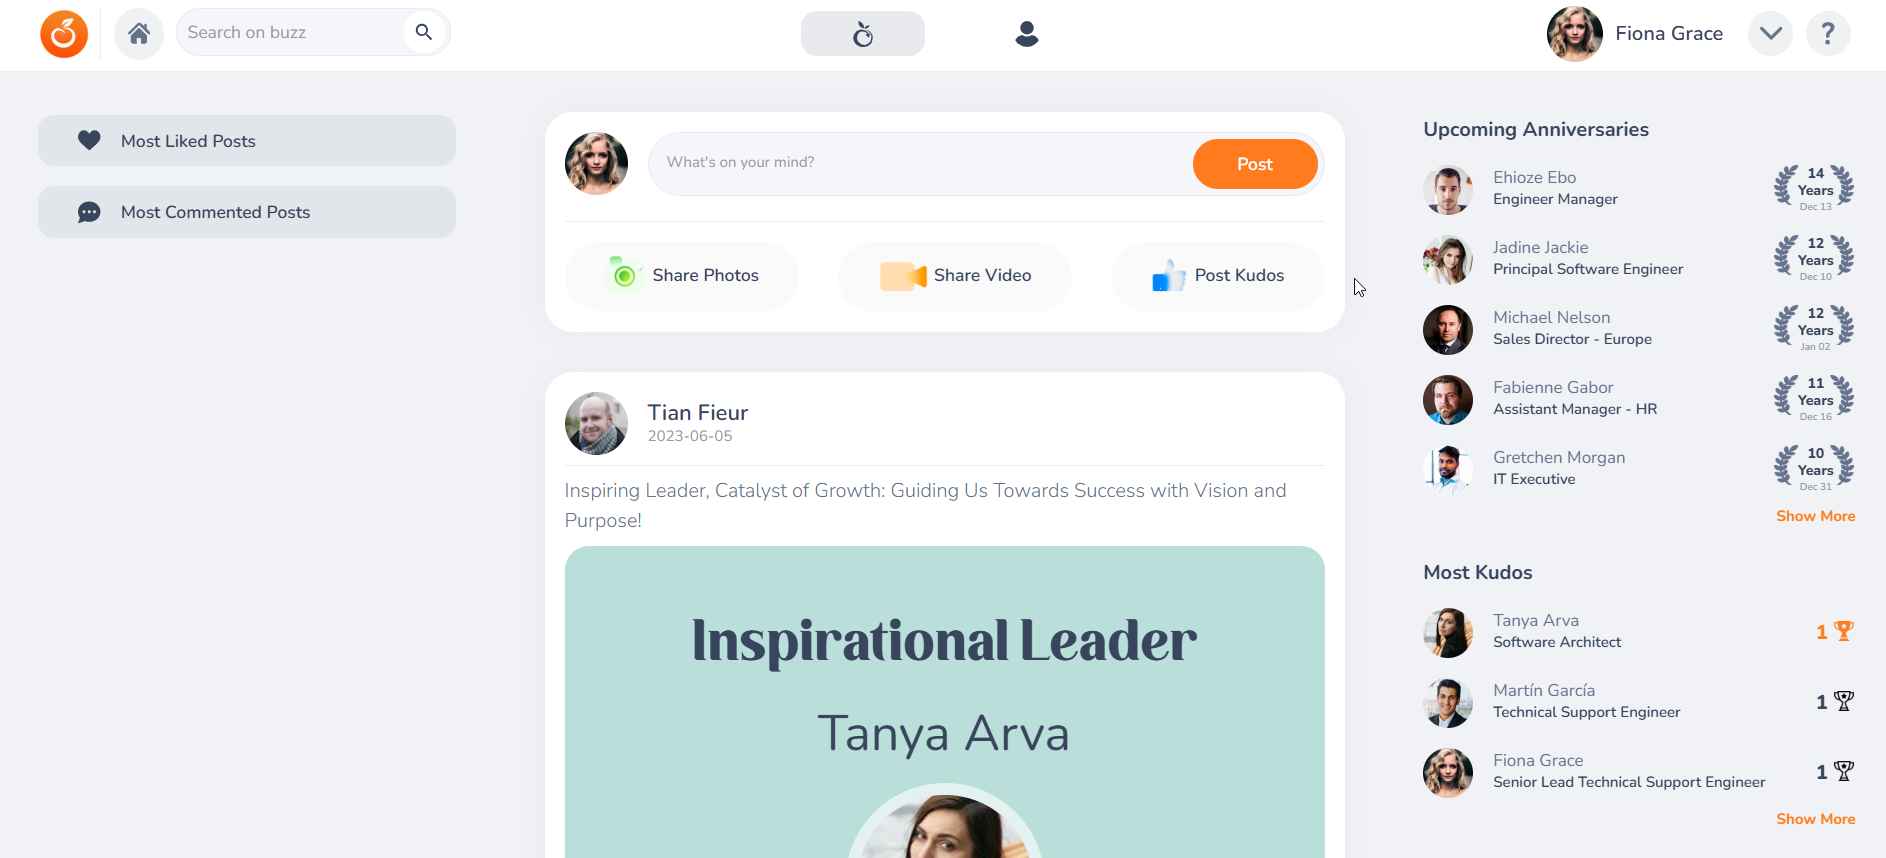 Search on buzz
Fiona Grace
?
Most Liked Posts
Most Commented Posts
What's on your mind?
Post
Share Photos
Share Video
Post Kudos
Tian Fieur
2023-06-05
Inspiring Leader, Catalyst of Growth: Guiding Us Towards Success with Vision and
Purpose!
Inspirational Leader
Tanya Arva
Upcoming Anniversaries
Ehioze Ebo
Engineer Manager
14
Years
Dec 13
Jadine Jackie
Principal Software Engineer
12
Years
Dec 10
Michael Nelson
Sales Director - Europe
12
Years
Jan 02
Fabienne Gabor
Assistant Manager - HR
11
Years
Dec 16
Gretchen Morgan
IT Executive
10
Years
Dec 31
Show More
Most Kudos
Tanya Arva
Software Architect
1
Martín García
Technical Support Engineer
1
Fiona Grace
Senior Lead Technical Support Engineer
1
Show More